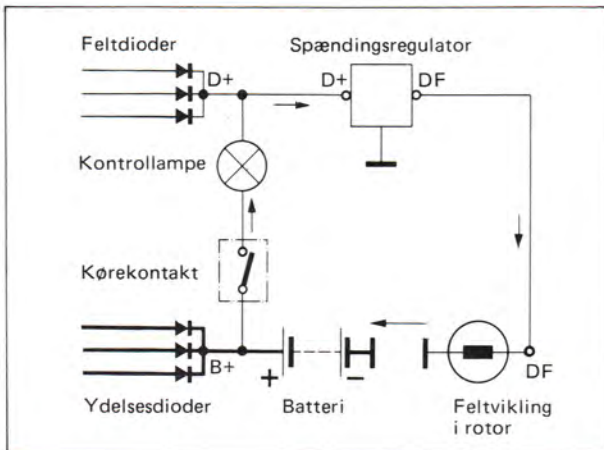 Feltdioder
Spændingsregulator
D+
D+
DF
Kontrollampe
Kørekontakt
B+
+
−
DF
Ydelsesdioder
Batteri
Feltvikling
i rotor